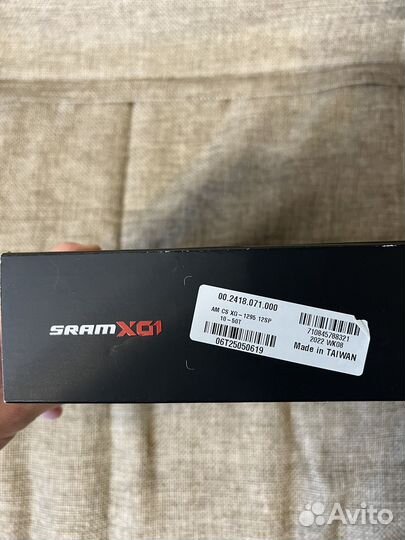 SRAM XO1
00.2418.071.000
AM CS XG-1295 12SP
10-50T
06T25050619
710845788321
2022 WK08
Made in TAIWAN
Avito